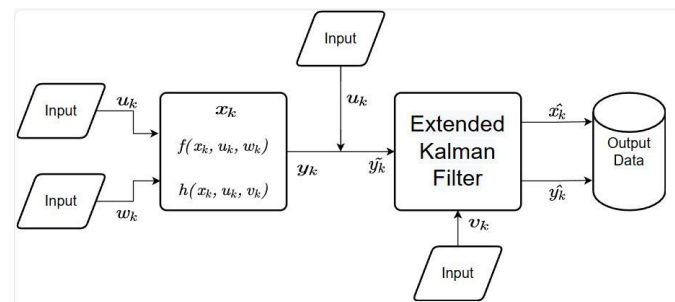 Input
u_k
Input
u_k
x_k
f(x_k, u_k, w_k)
h(x_k, u_k, v_k)
Input
w_k
y_k
ỹ_k
Extended
Kalman
Filter
x̂_k
ŷ_k
Output
Data
v_k
Input